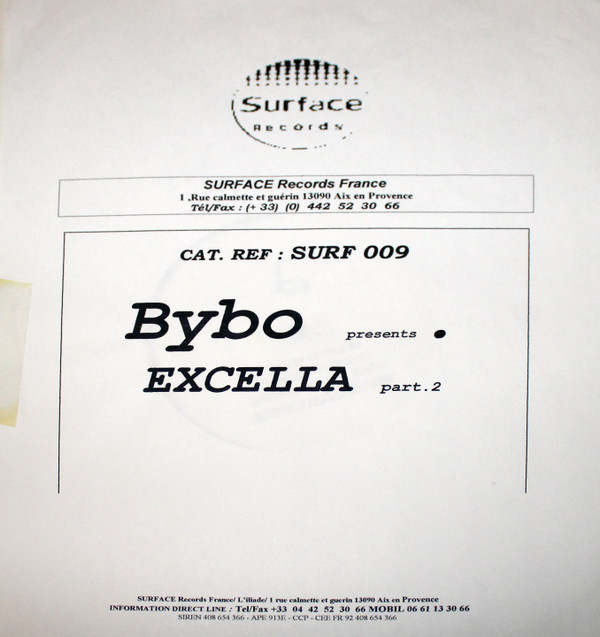 Surface
Records
SURFACE Records France
1 ,Rue calmette et guérin 13090 Aix en Provence
Tél/Fax : (+ 33) (0) 442 52 30 66
CAT. REF : SURF 009
Bybo presents
EXCELLA part.2
SURFACE Records France/ L'iliade/ 1 rue calmette et guerin 13090 Aix en Provence
INFORMATION DIRECT LINE : Tel/Fax +33 04 42 52 30 66 MOBIL 06 61 13 30 66
SIREN 408 654 366 - APE 913E - CCP - CEE FR 92 408 654 366